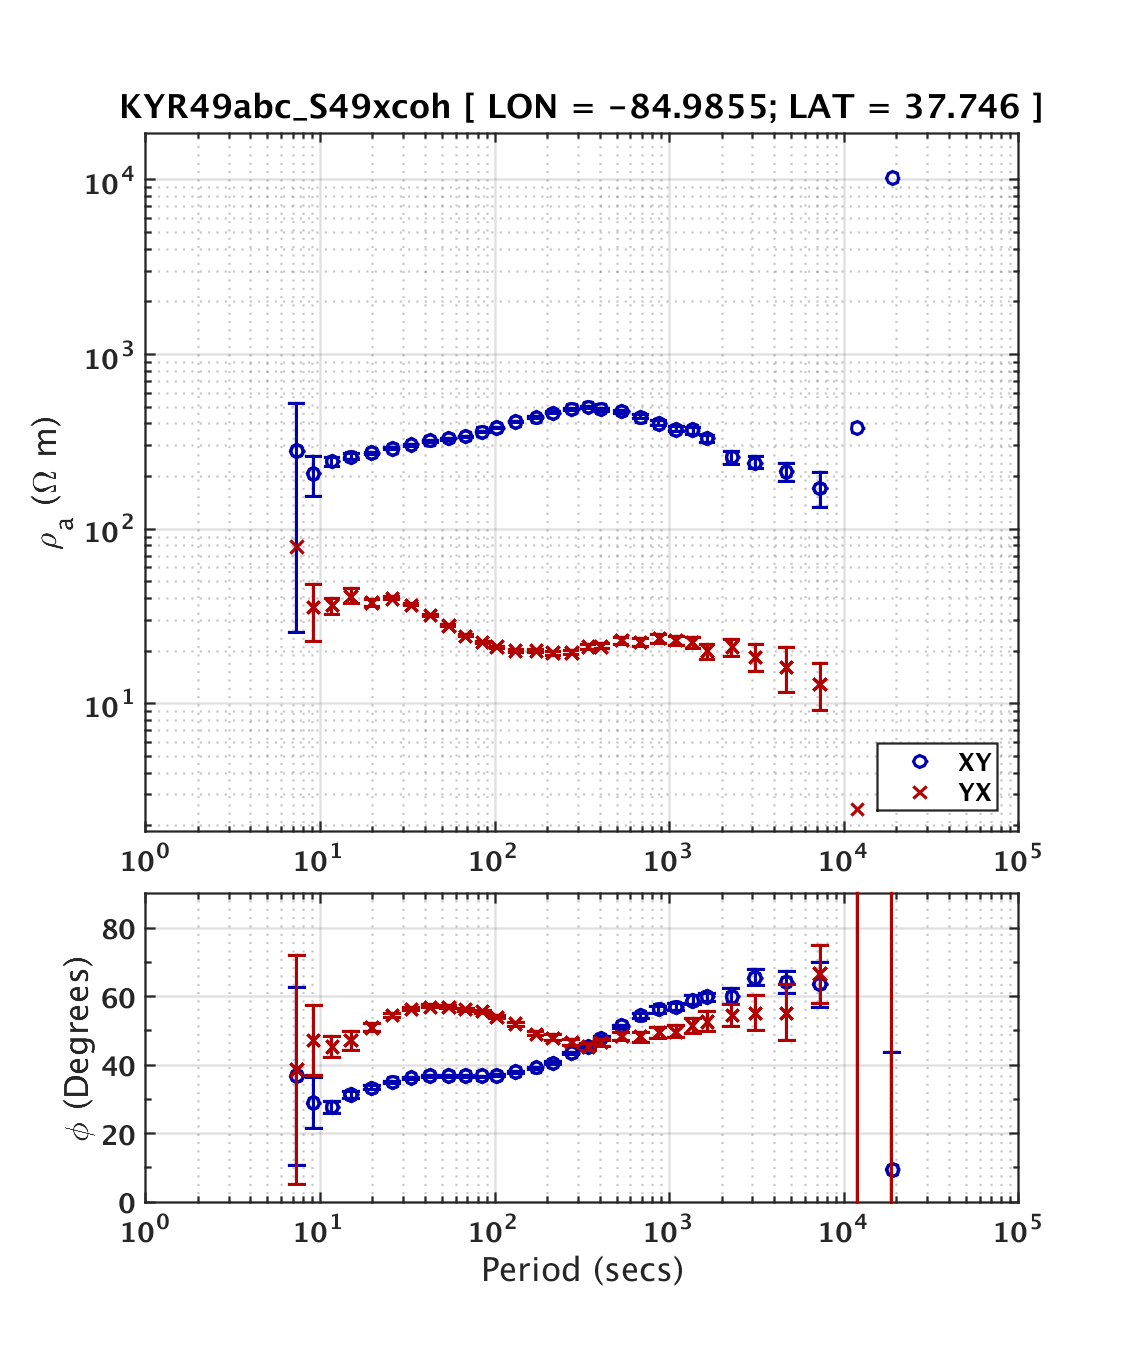 KYR49abc_S49xcoh [ LON = -84.9855; LAT = 37.746 ]
10^4
10^3
10^2
10^1
ρ_a (Ω m)
XY
YX
10^0 10^1 10^2 10^3 10^4 10^5
80
60
40
20
0
φ (Degrees)
10^0 10^1 10^2 10^3 10^4 10^5
Period (secs)